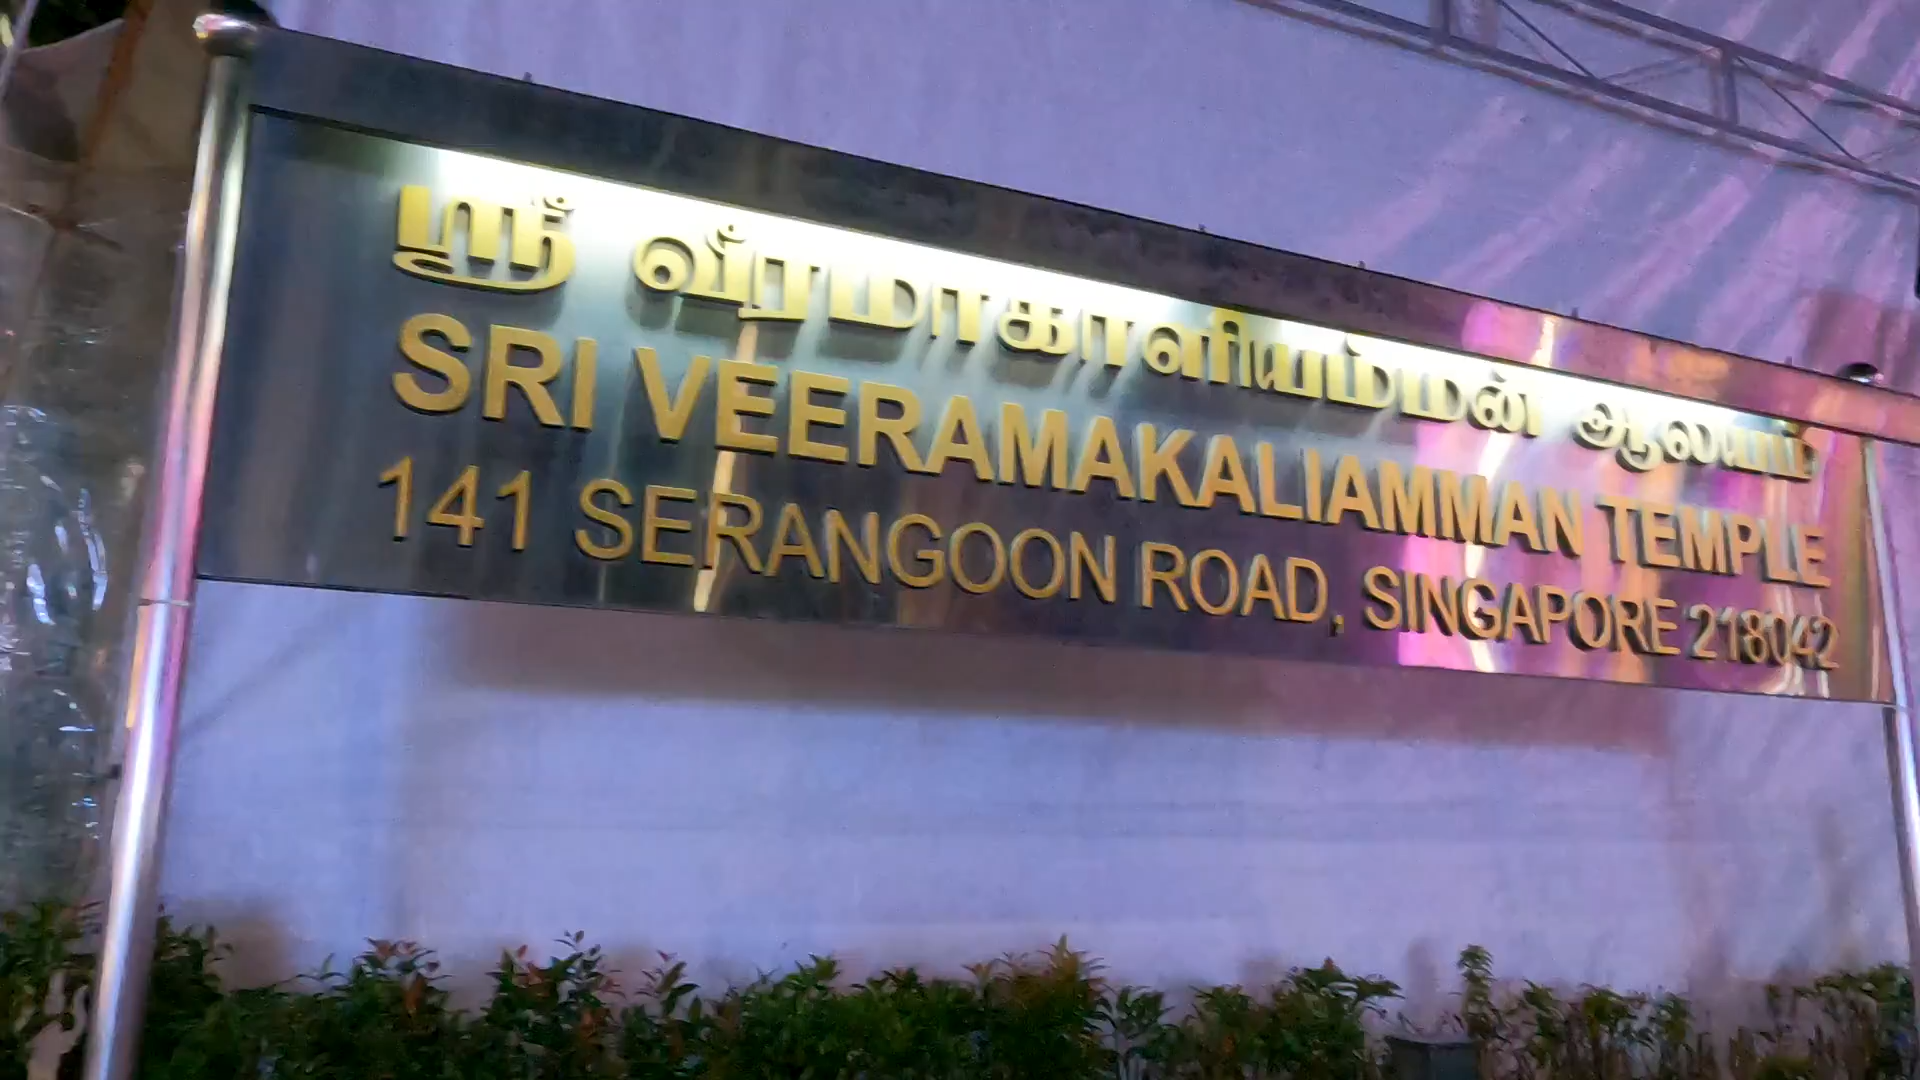 ஸ்ரீ வீரமாகாளியம்மன் ஆலயம்
SRI VEERAMAKALIAMMAN TEMPLE
141 SERANGOON ROAD, SINGAPORE 218042